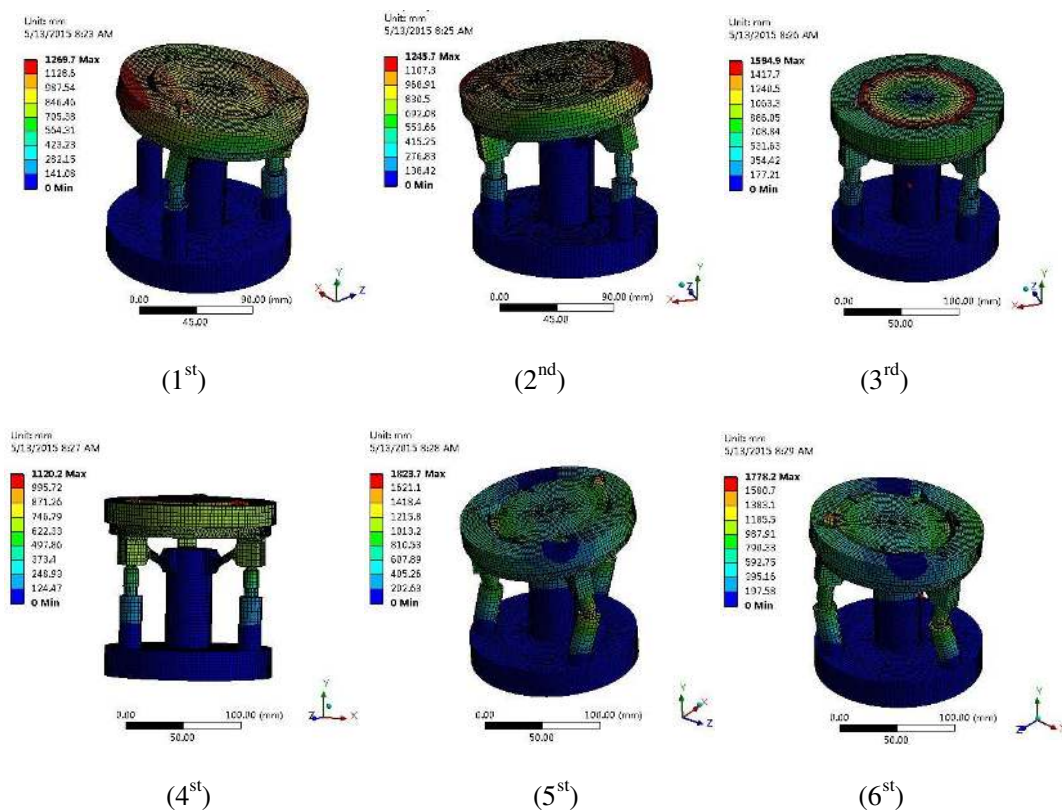 Unit: mm
5/13/2015 8:23 AM
1269.7 Max
1128.6
987.54
846.46
705.38
564.31
423.23
282.15
141.08
0 Min
0.00
90.00 (mm)
45.00
Y
X
Z
(1st)
Unit: mm
5/13/2015 8:25 AM
1245.7 Max
1107.3
968.91
830.5
692.08
553.66
415.25
276.83
138.42
0 Min
0.00
90.00 (mm)
45.00
Y
X
Z
(2nd)
Unit: mm
5/13/2015 8:26 AM
1594.9 Max
1417.7
1240.5
1063.3
886.05
708.84
531.63
354.42
177.21
0 Min
0.00
100.00 (mm)
50.00
Y
X
Z
(3rd)
Unit: mm
5/13/2015 8:27 AM
1120.2 Max
995.72
871.26
746.79
622.33
497.86
373.4
248.93
124.47
0 Min
0.00
100.00 (mm)
50.00
Y
Z
X
(4st)
Unit: mm
5/13/2015 8:28 AM
1823.7 Max
1621.1
1418.4
1215.8
1013.2
810.53
607.89
405.26
202.63
0 Min
0.00
100.00 (mm)
50.00
Y
X
Z
(5st)
Unit: mm
5/13/2015 8:29 AM
1778.2 Max
1580.7
1383.1
1185.5
987.91
790.33
592.75
395.16
197.58
0 Min
0.00
100.00 (mm)
50.00
Y
Z
X
(6st)